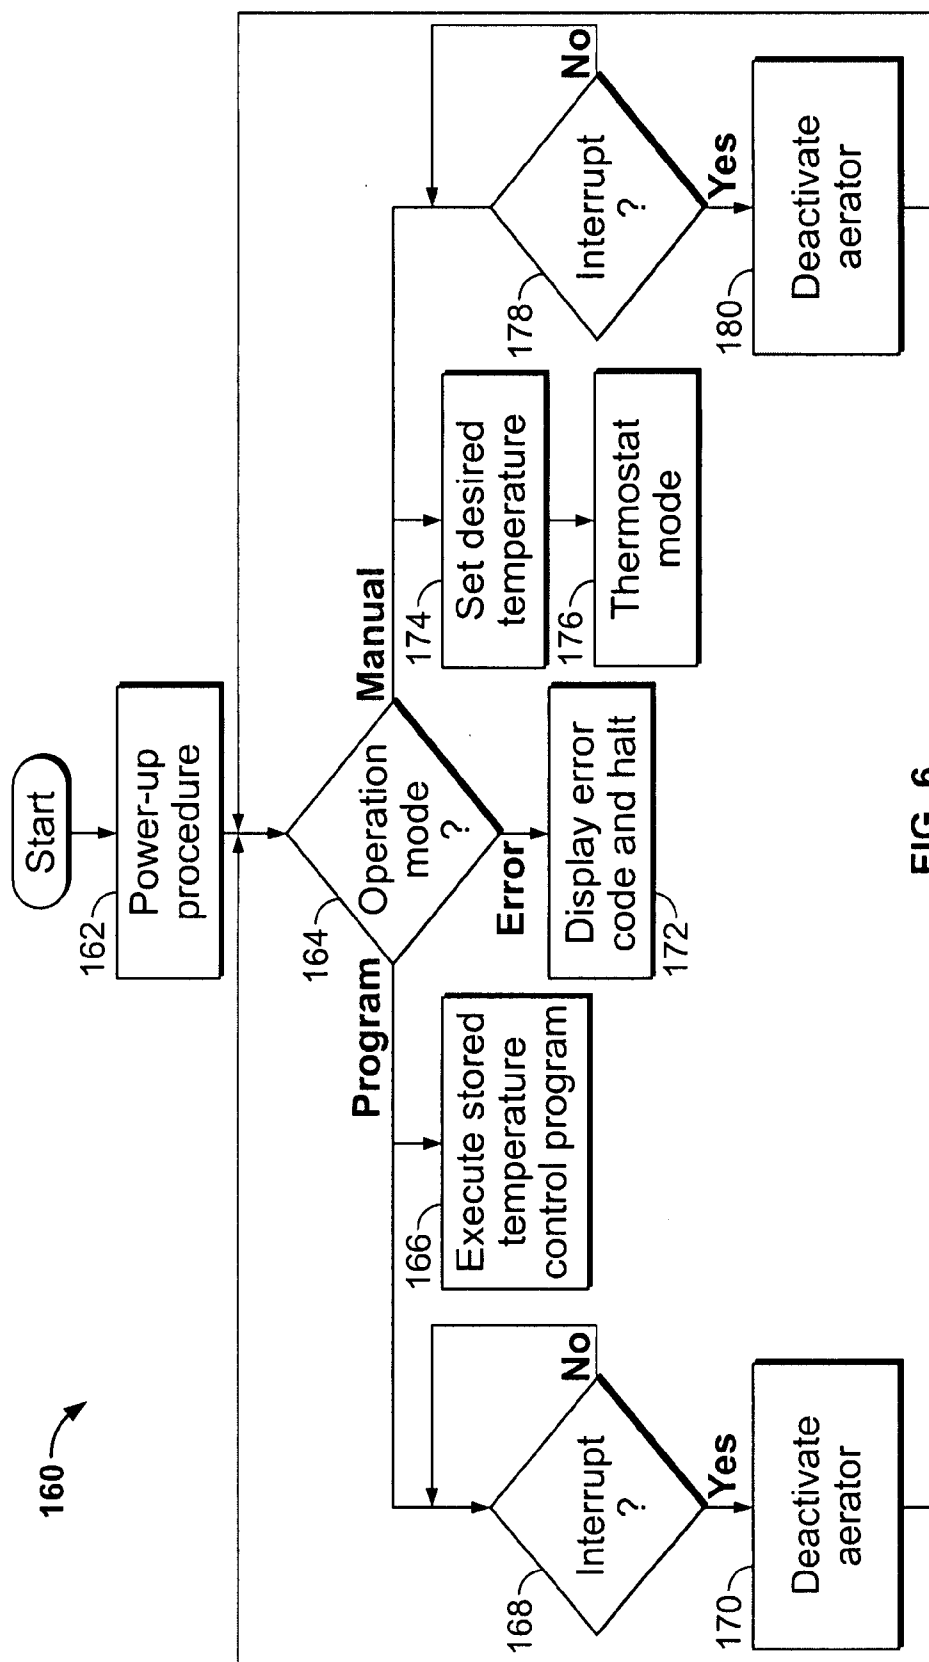 160
Start
162
Power-up
procedure
164
Operation
mode
?
Program
Manual
Error
166
Execute stored
temperature
control program
168
Interrupt
?
No
Yes
170
Deactivate
aerator
172
Display error
code and halt
174
Set desired
temperature
176
Thermostat
mode
178
Interrupt
?
No
Yes
180
Deactivate
aerator
FIG. 6